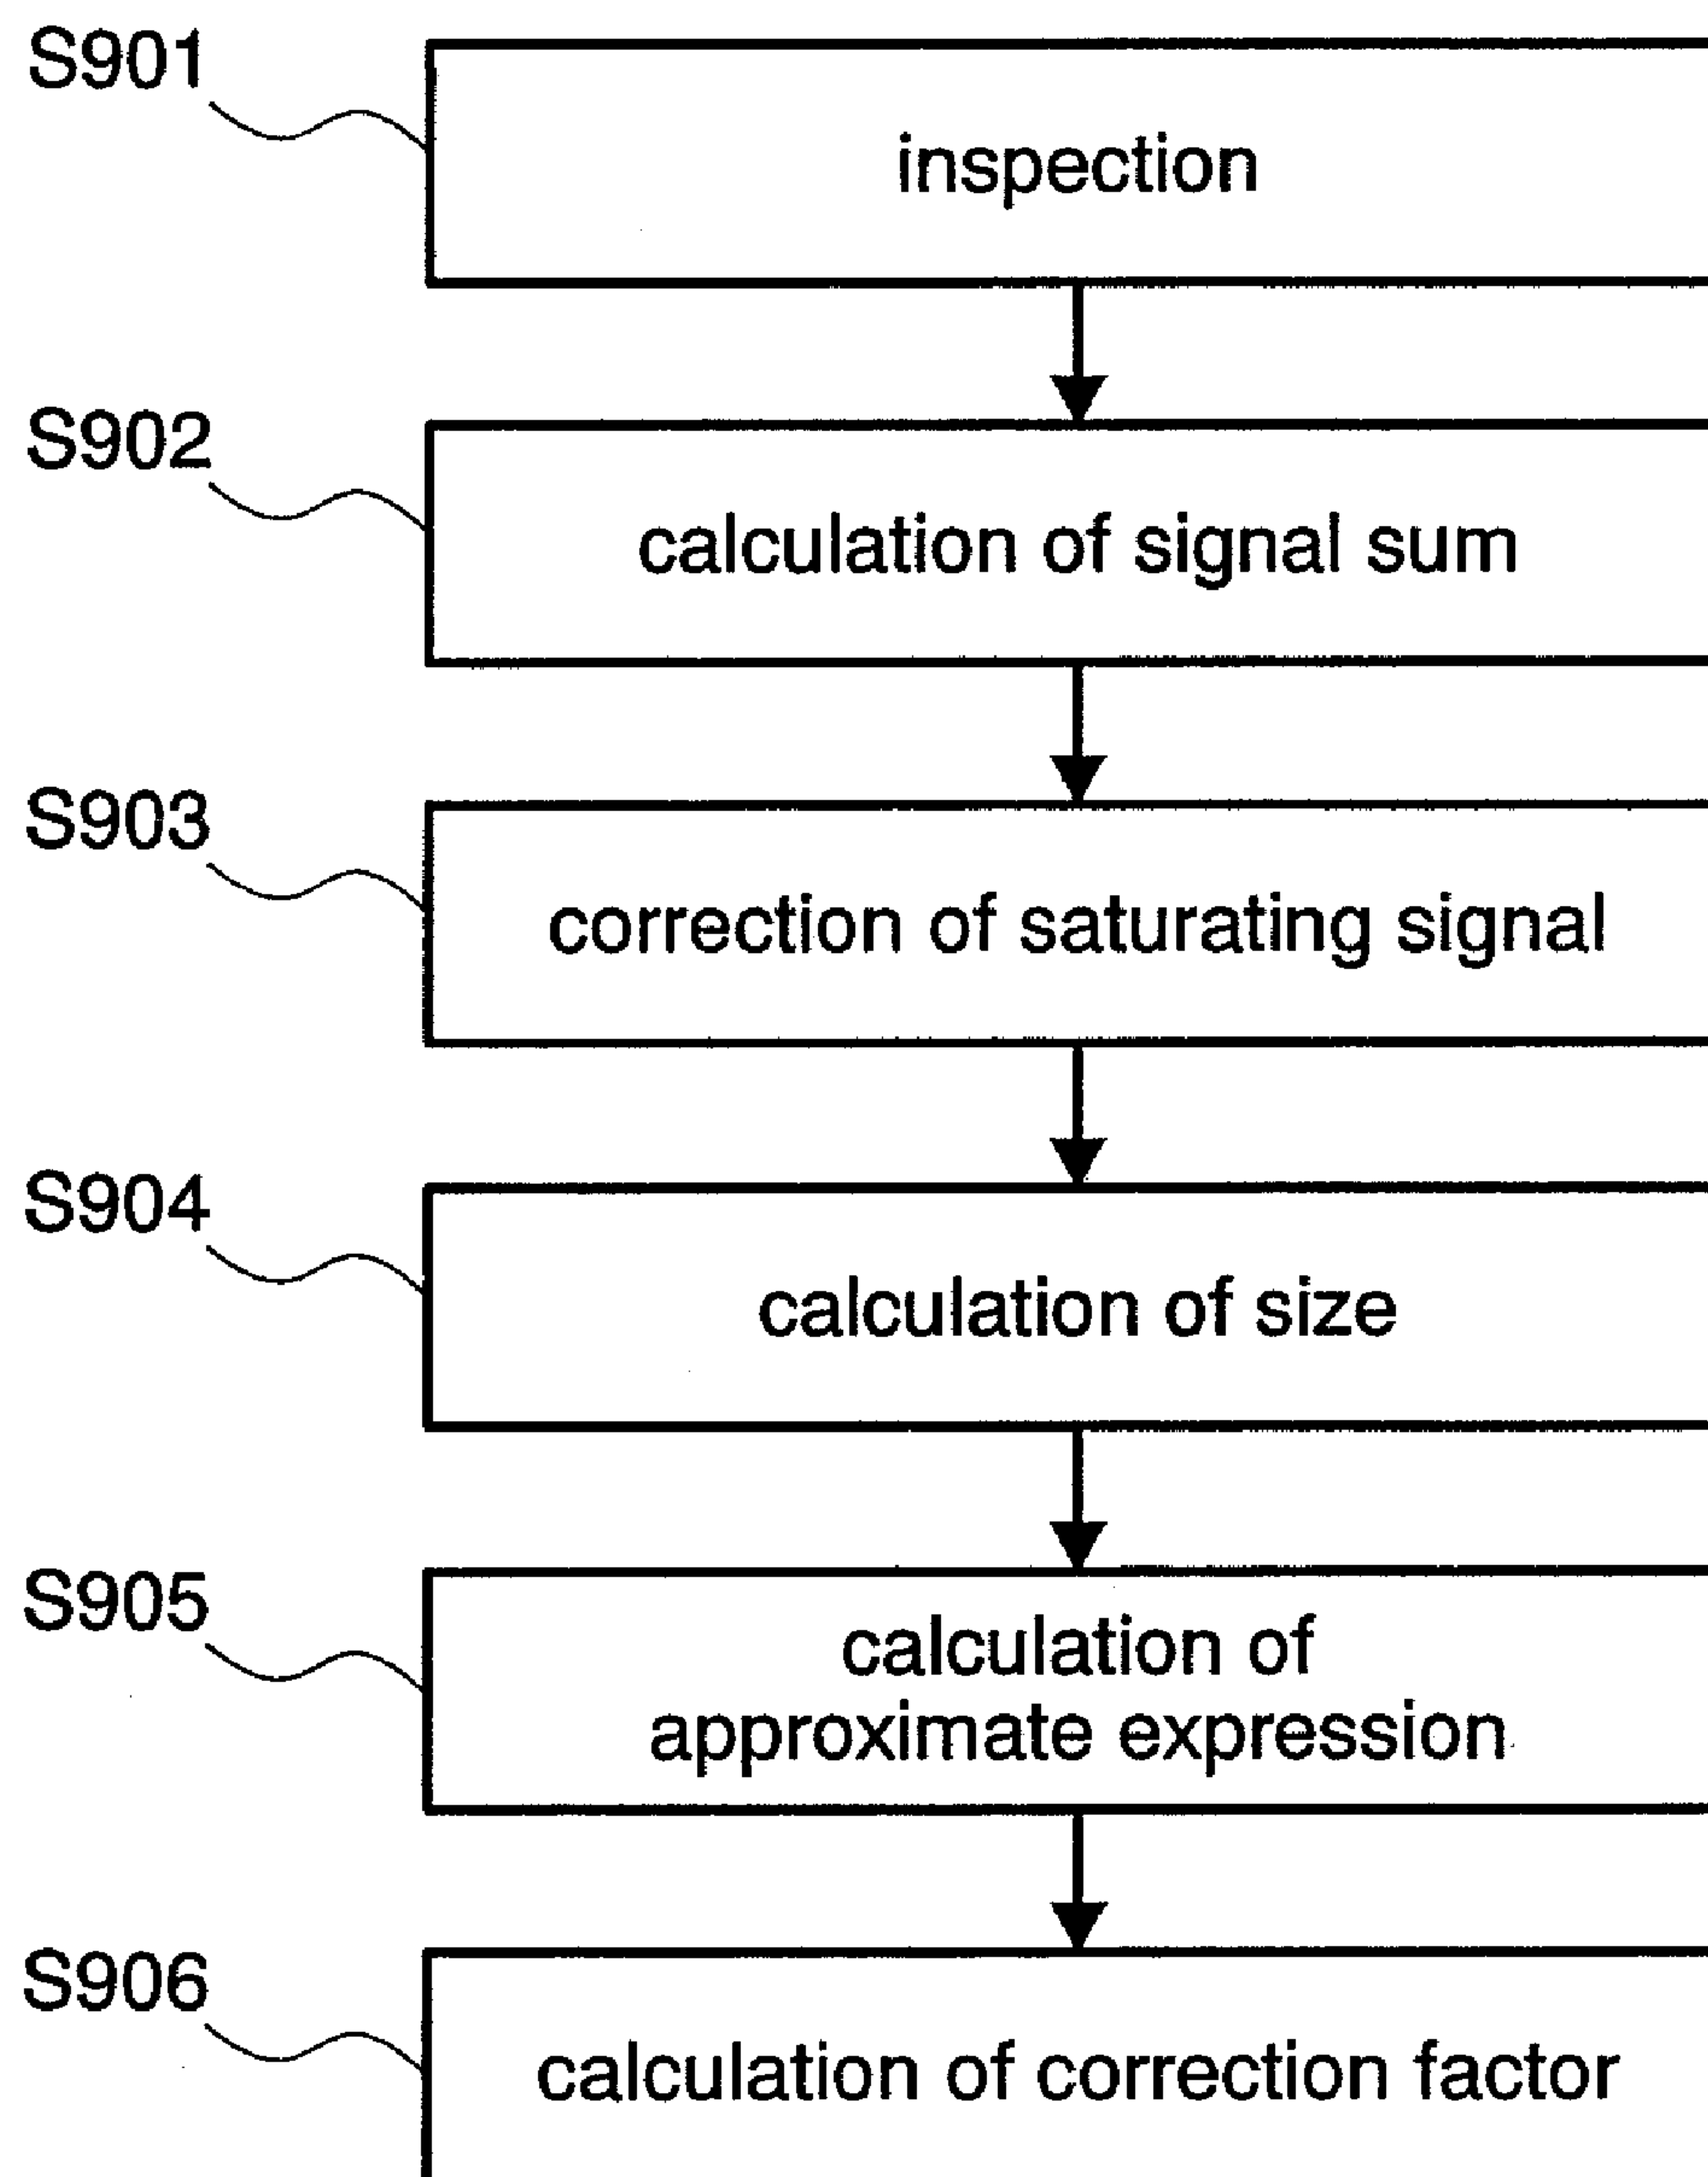 S901
inspection
S902
calculation of signal sum
S903
correction of saturating signal
S904
calculation of size
S905
calculation of
approximate expression
S906
calculation of correction factor